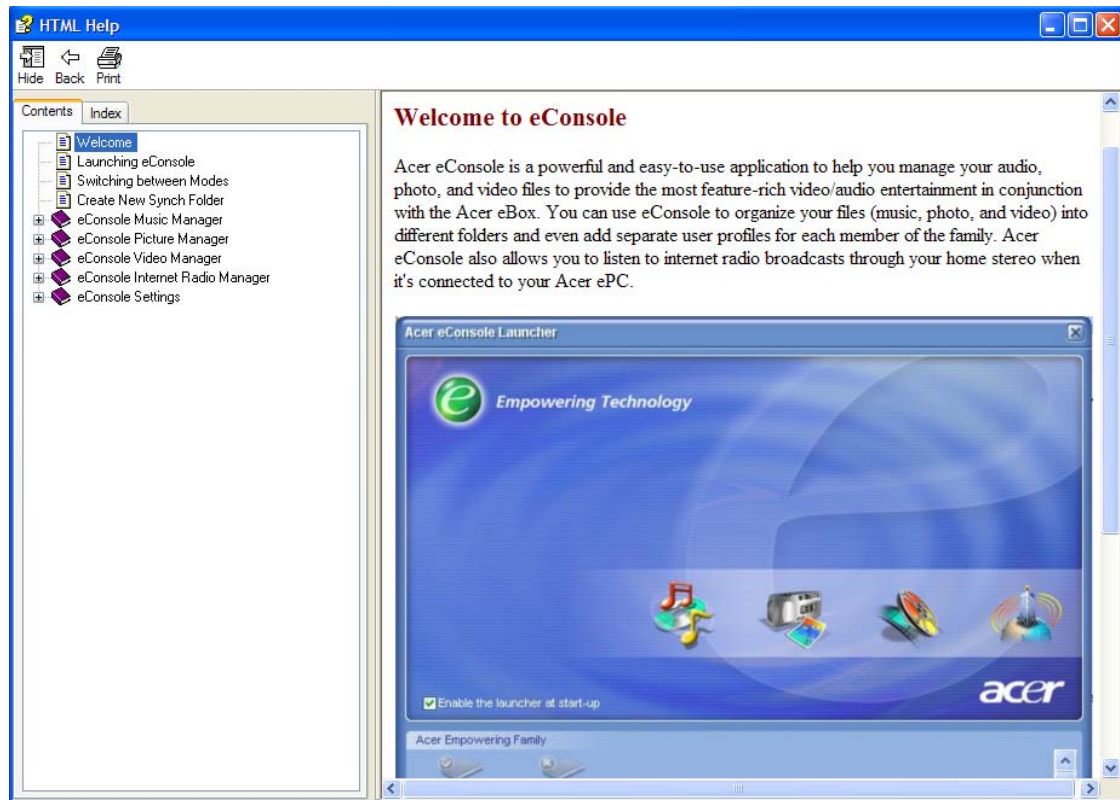 HTML Help
Hide Back Print
Contents Index
Welcome
Launching eConsole
Switching between Modes
Create New Synch Folder
eConsole Music Manager
eConsole Picture Manager
eConsole Video Manager
eConsole Internet Radio Manager
eConsole Settings
Welcome to eConsole
Acer eConsole is a powerful and easy-to-use application to help you manage your audio,
photo, and video files to provide the most feature-rich video/audio entertainment in conjunction
with the Acer eBox. You can use eConsole to organize your files (music, photo, and video) into
different folders and even add separate user profiles for each member of the family. Acer
eConsole also allows you to listen to internet radio broadcasts through your home stereo when
it's connected to your Acer ePC.
Acer eConsole Launcher
e Empowering Technology
acer
Enable the launcher at start-up
Acer Empowering Family